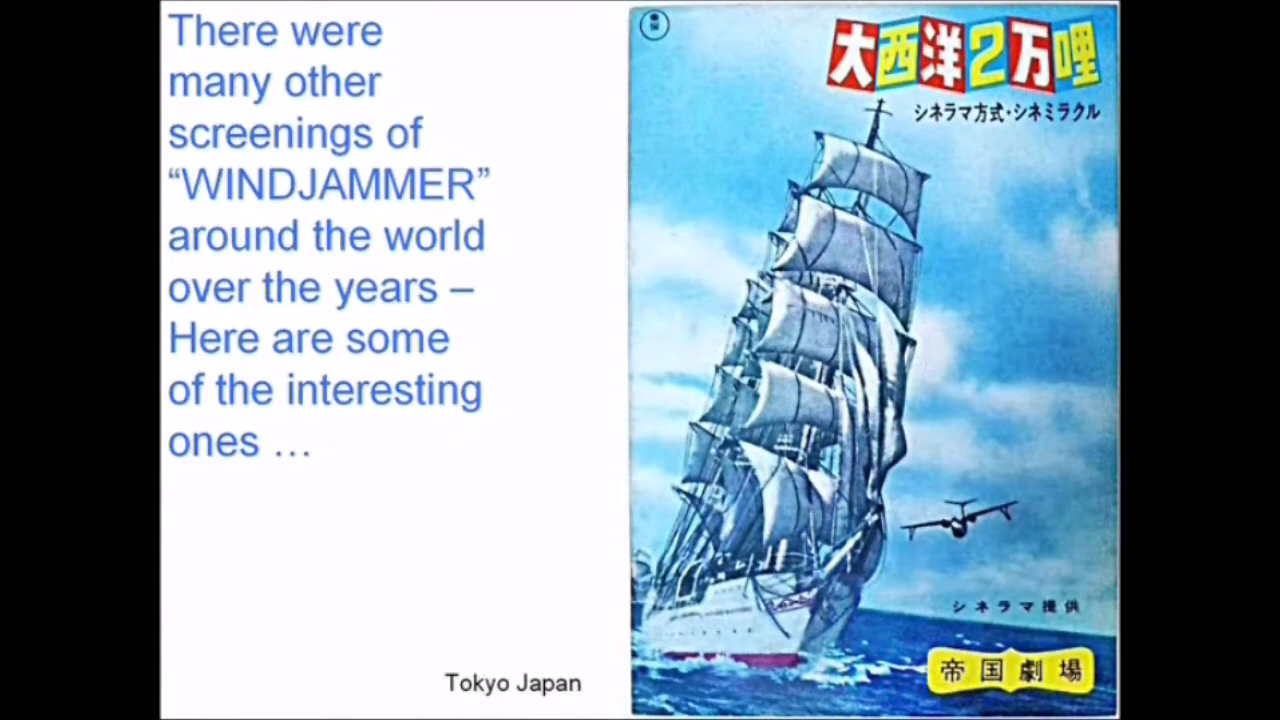 There were
many other
screenings of
“WINDJAMMER”
around the world
over the years –
Here are some
of the interesting
ones …
Tokyo Japan
大西洋2万哩
シネラマ方式・シネミラクル
シネラマ提供
帝国劇場